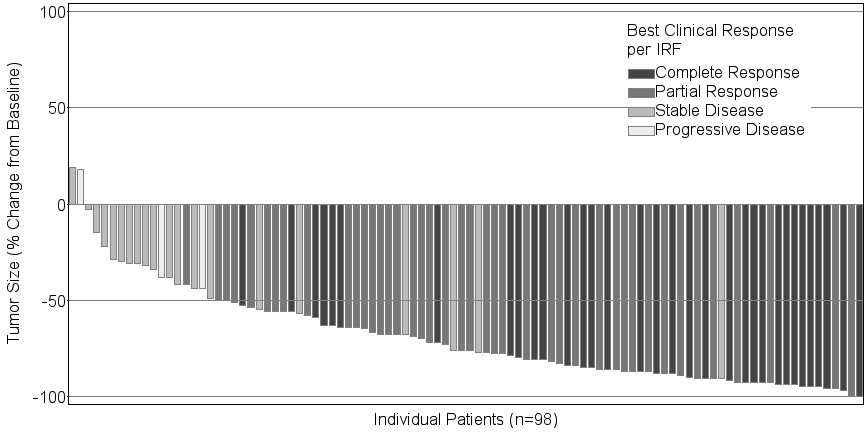 100
50
0
-50
-100
Tumor Size (% Change from Baseline)
Best Clinical Response
per IRF
Complete Response
Partial Response
Stable Disease
Progressive Disease
Individual Patients (n=98)